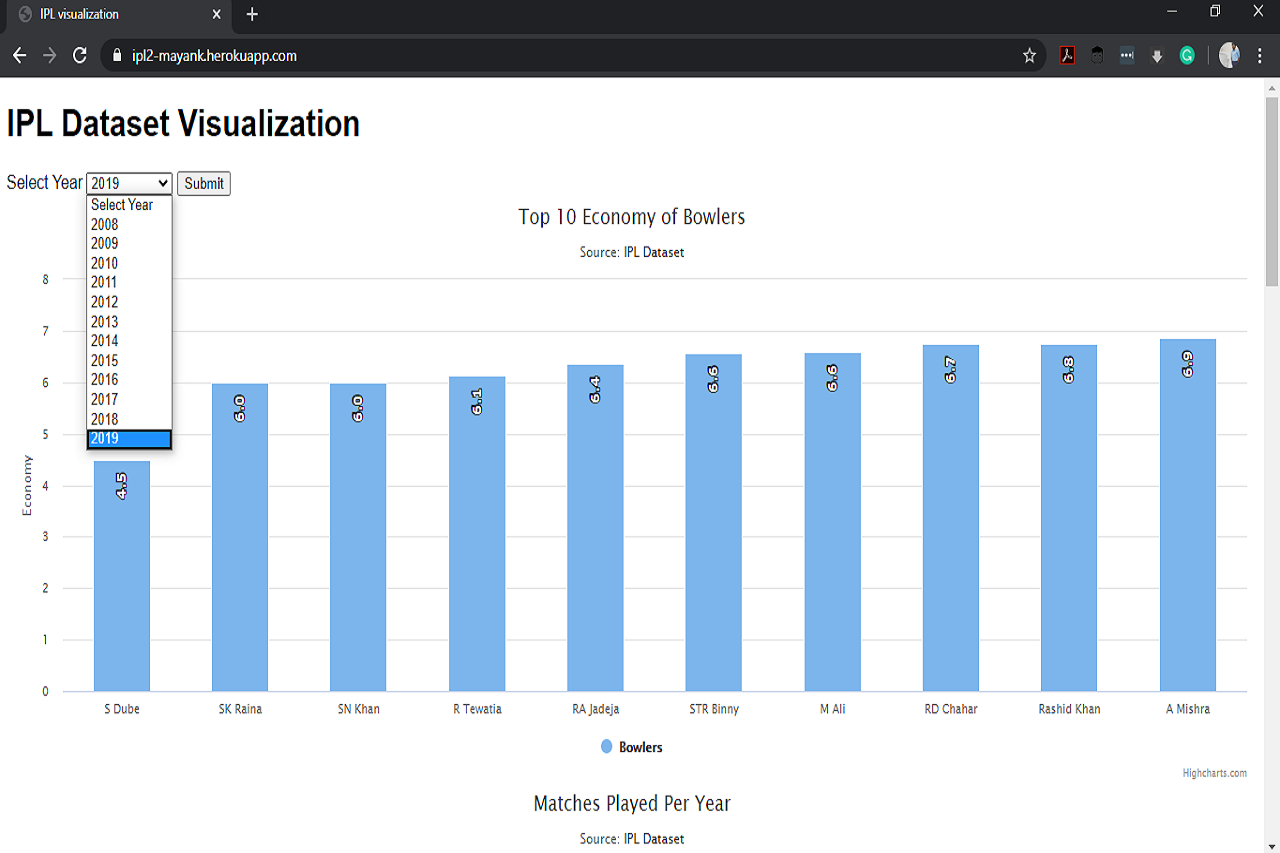 IPL visualization
ipl2-mayank.herokuapp.com
IPL Dataset Visualization
Select Year 2019 Submit
Select Year
2008
2009
2010
2011
2012
2013
2014
2015
2016
2017
2018
2019
Top 10 Economy of Bowlers
Source: IPL Dataset
8
7
6
5
4
3
2
1
0
Economy
4.5 6.0 6.0 6.1 6.4 6.6 6.6 6.7 6.8 6.9
S Dube SK Raina SN Khan R Tewatia RA Jadeja STR Binny M Ali RD Chahar Rashid Khan A Mishra
Bowlers
Highcharts.com
Matches Played Per Year
Source: IPL Dataset